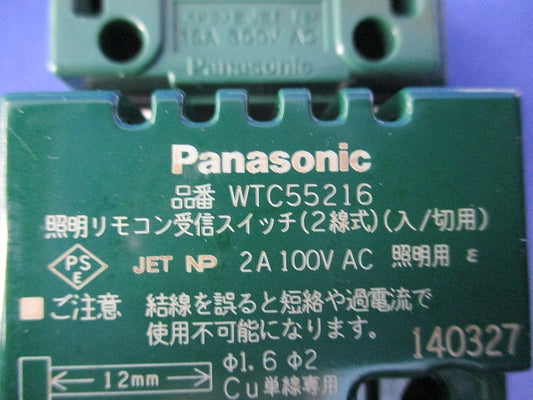 15A 300V AC
Panasonic
Panasonic
品番 WTC55216
照明リモコン受信スイッチ(2線式)(入/切用)
PS
E
JET NP 2A 100V AC 照明用 ε
■ご注意 結線を誤ると短絡や過電流で
使用不可能になります。
140327
12mm
φ1.6 φ2
Cu単線専用